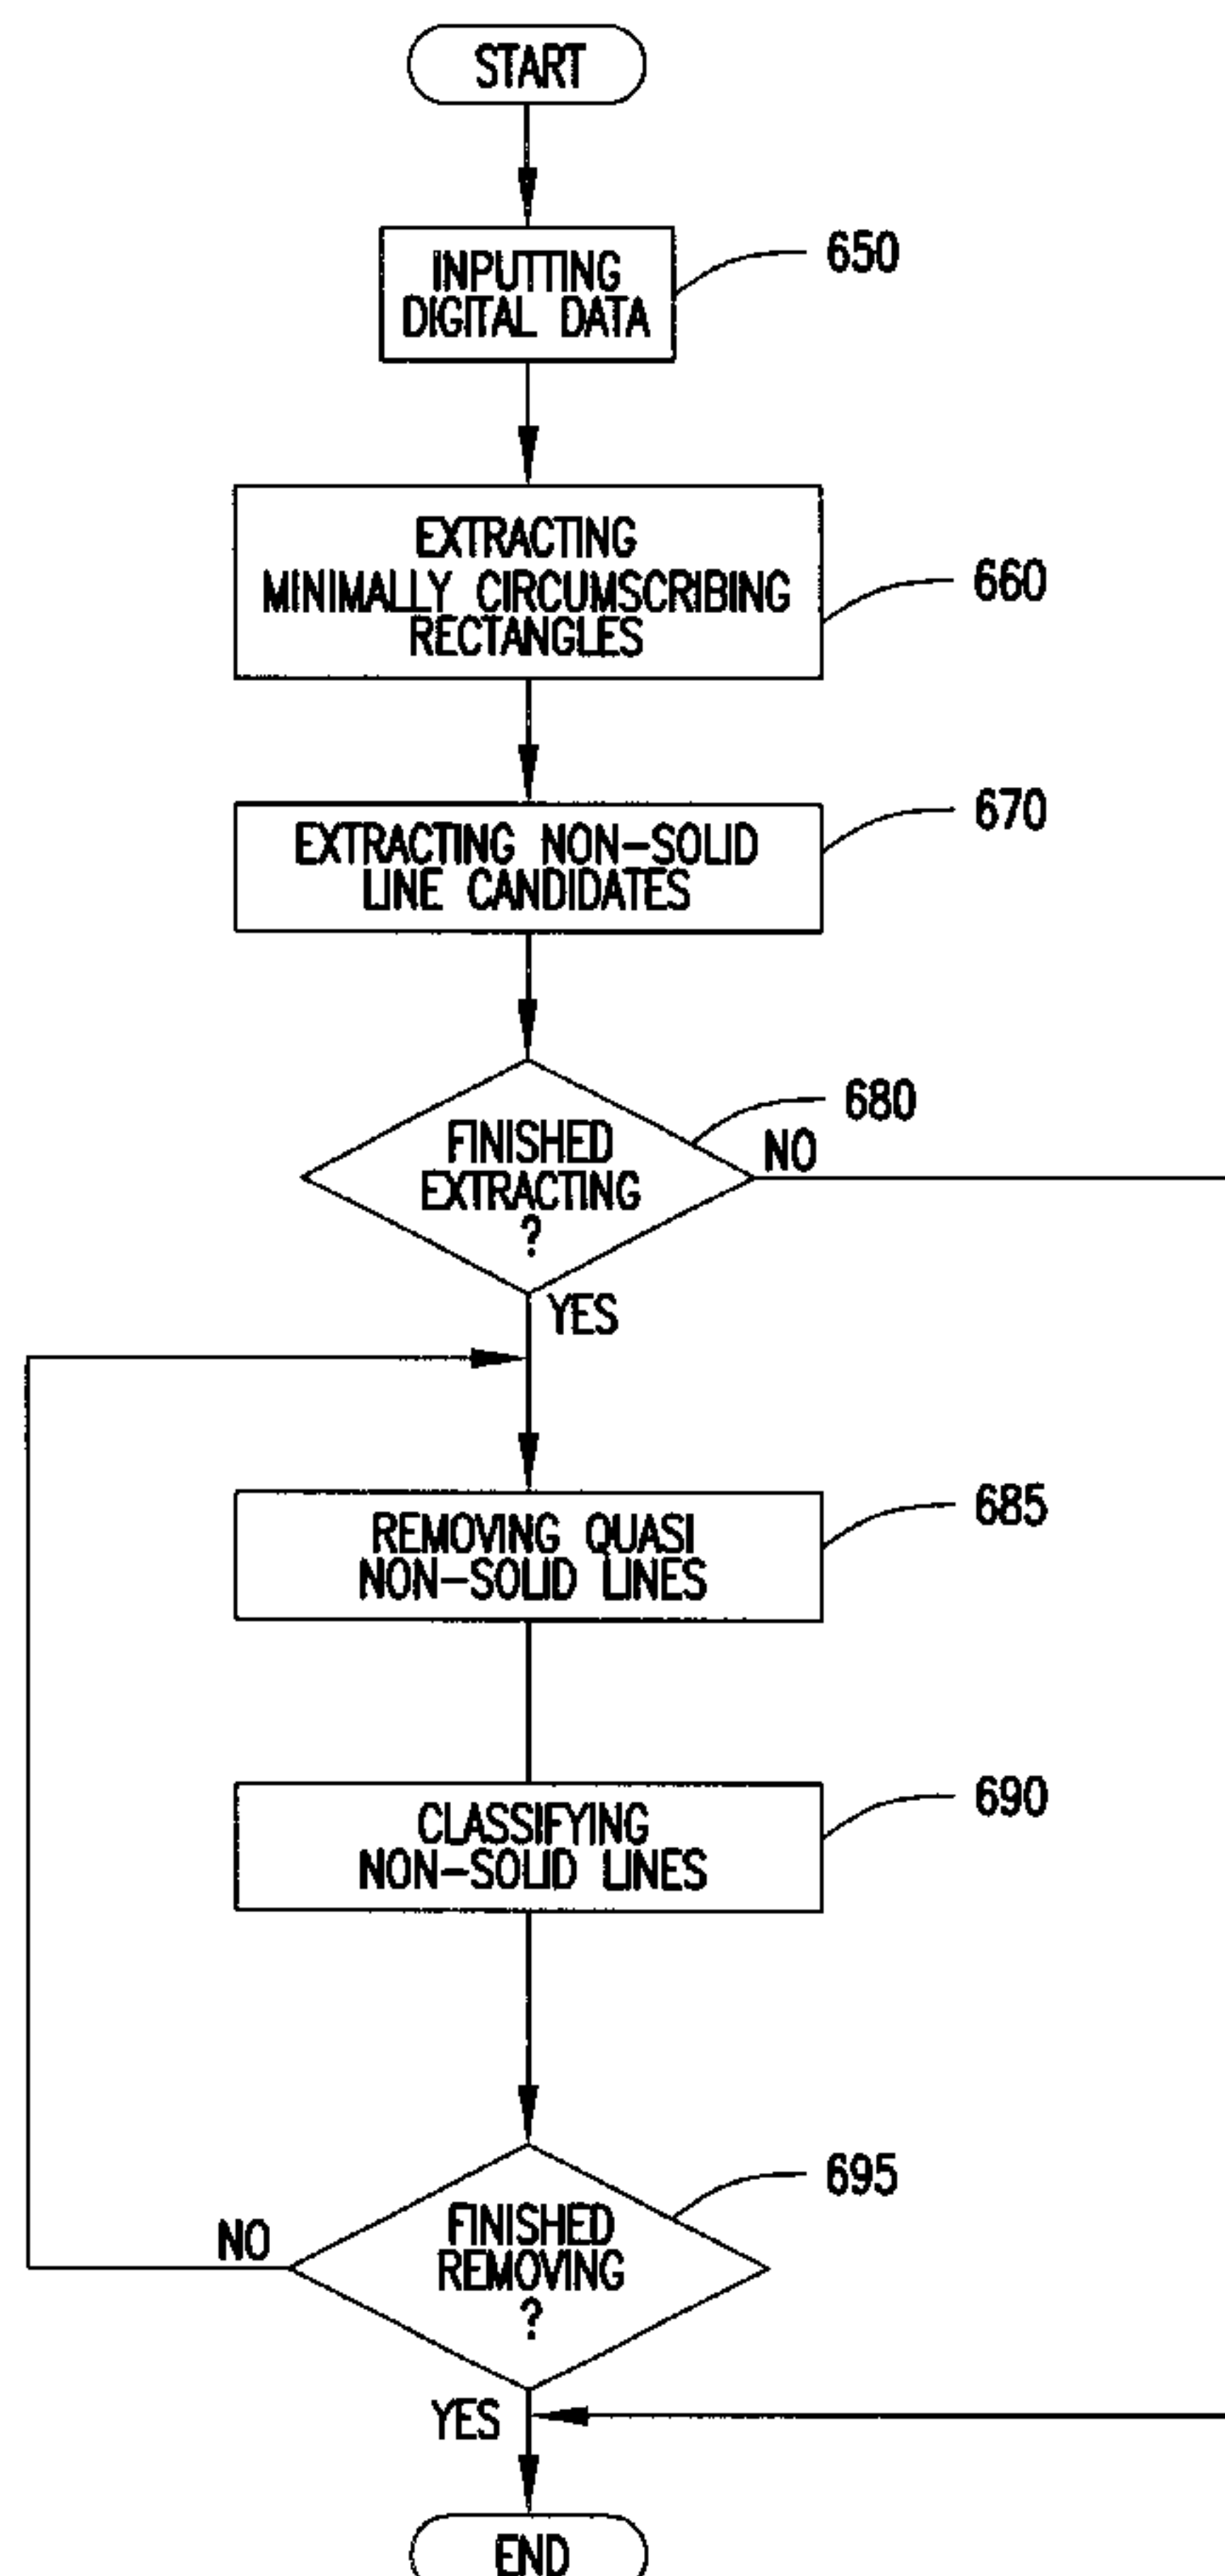 START
INPUTTING
DIGITAL DATA
650
EXTRACTING
MINIMALLY CIRCUMSCRIBING
RECTANGLES
660
EXTRACTING NON-SOLID
LINE CANDIDATES
670
FINISHED
EXTRACTING
?
680
NO
YES
REMOVING QUASI
NON-SOLID LINES
685
CLASSIFYING
NON-SOLID LINES
690
FINISHED
REMOVING
?
695
NO
YES
END